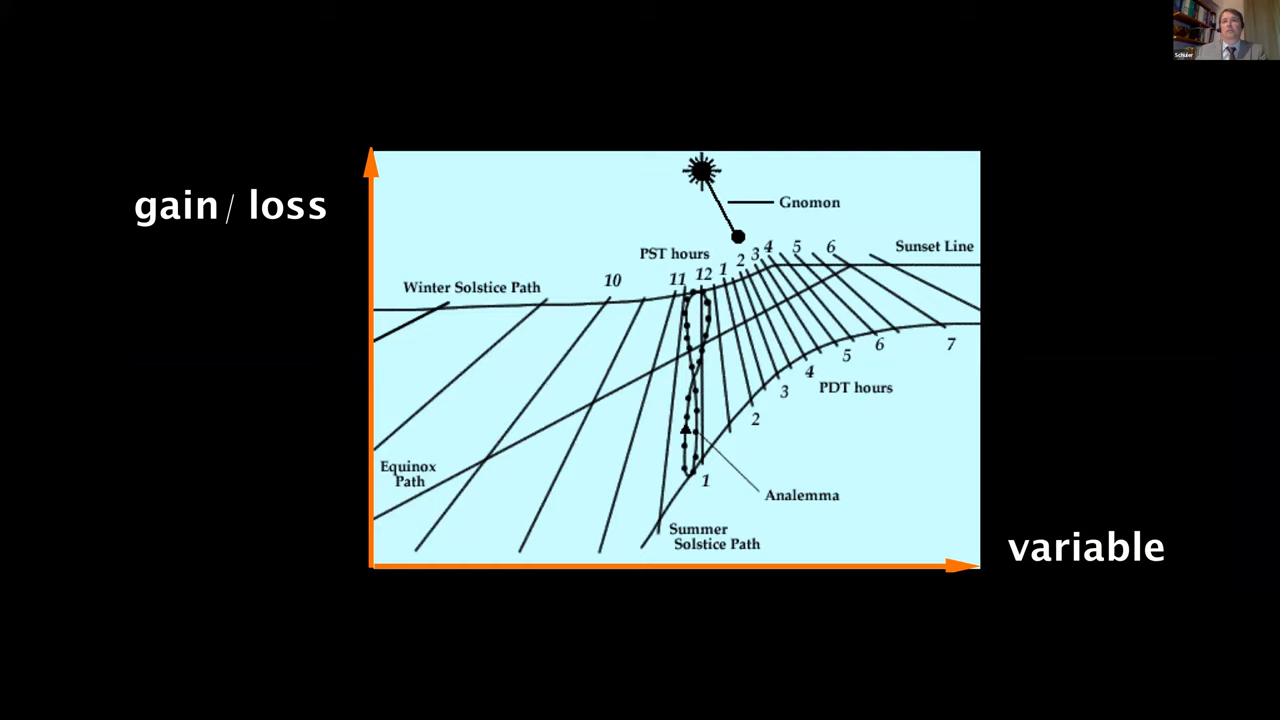 Schuler
gain / loss
Gnomon
PST hours
10
11
12
1
2
3
4
5
6
Sunset Line
Winter Solstice Path
7
6
5
4
PDT hours
3
2
Equinox
Path
1
Analemma
Summer
Solstice Path
variable